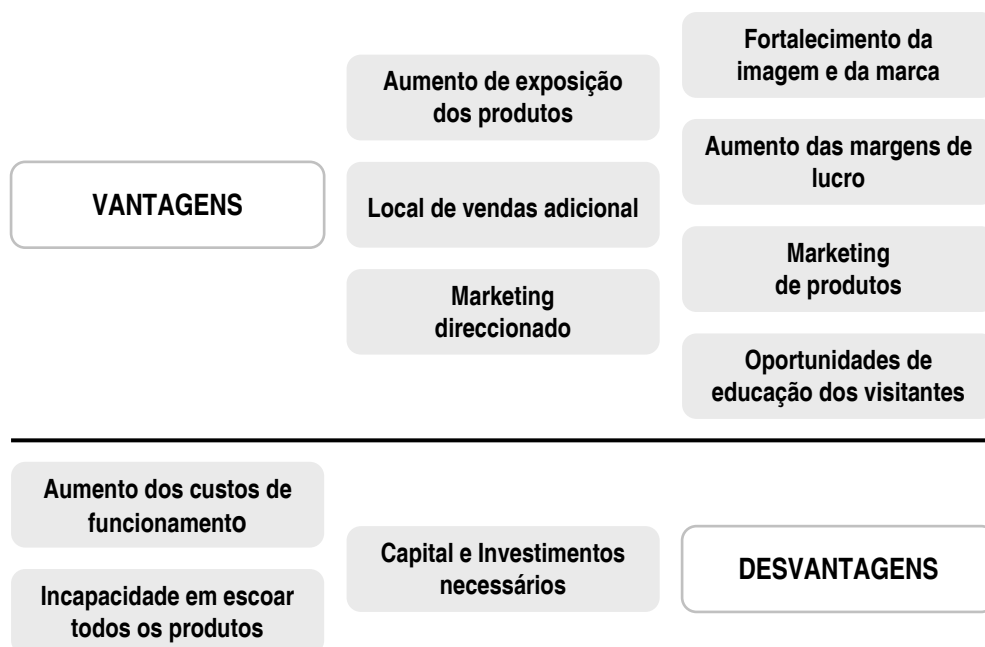 VANTAGENS
Aumento de exposição
dos produtos
Local de vendas adicional
Marketing
direccionado
Fortalecimento da
imagem e da marca
Aumento das margens de
lucro
Marketing
de produtos
Oportunidades de
educação dos visitantes
Aumento dos custos de
funcionamento
Incapacidade em escoar
todos os produtos
Capital e Investimentos
necessários
DESVANTAGENS